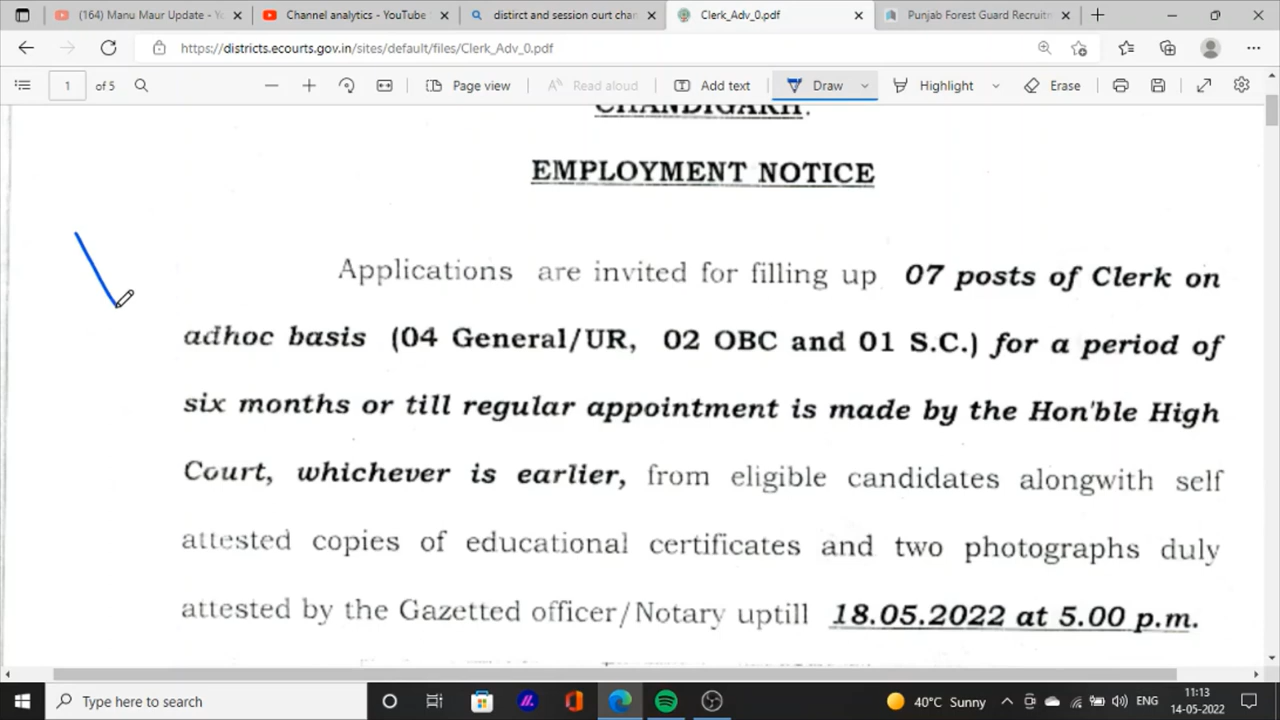 (164) Manu Maur Update - Yo
Channel analytics - YouTube S
distirct and session ourt chan
Clerk_Adv_0.pdf
Punjab Forest Guard Recruitm
https://districts.ecourts.gov.in/sites/default/files/Clerk_Adv_0.pdf
1 of 5
Page view
Read aloud
Add text
Draw
Highlight
Erase
CHANDIGARH.
EMPLOYMENT NOTICE
Applications are invited for filling up 07 posts of Clerk on
adhoc basis (04 General/UR, 02 OBC and 01 S.C.) for a period of
six months or till regular appointment is made by the Hon'ble High
Court, whichever is earlier, from eligible candidates alongwith self
attested copies of educational certificates and two photographs duly
attested by the Gazetted officer/Notary uptill 18.05.2022 at 5.00 p.m.
Type here to search
40°C Sunny
ENG
11:13
14-05-2022